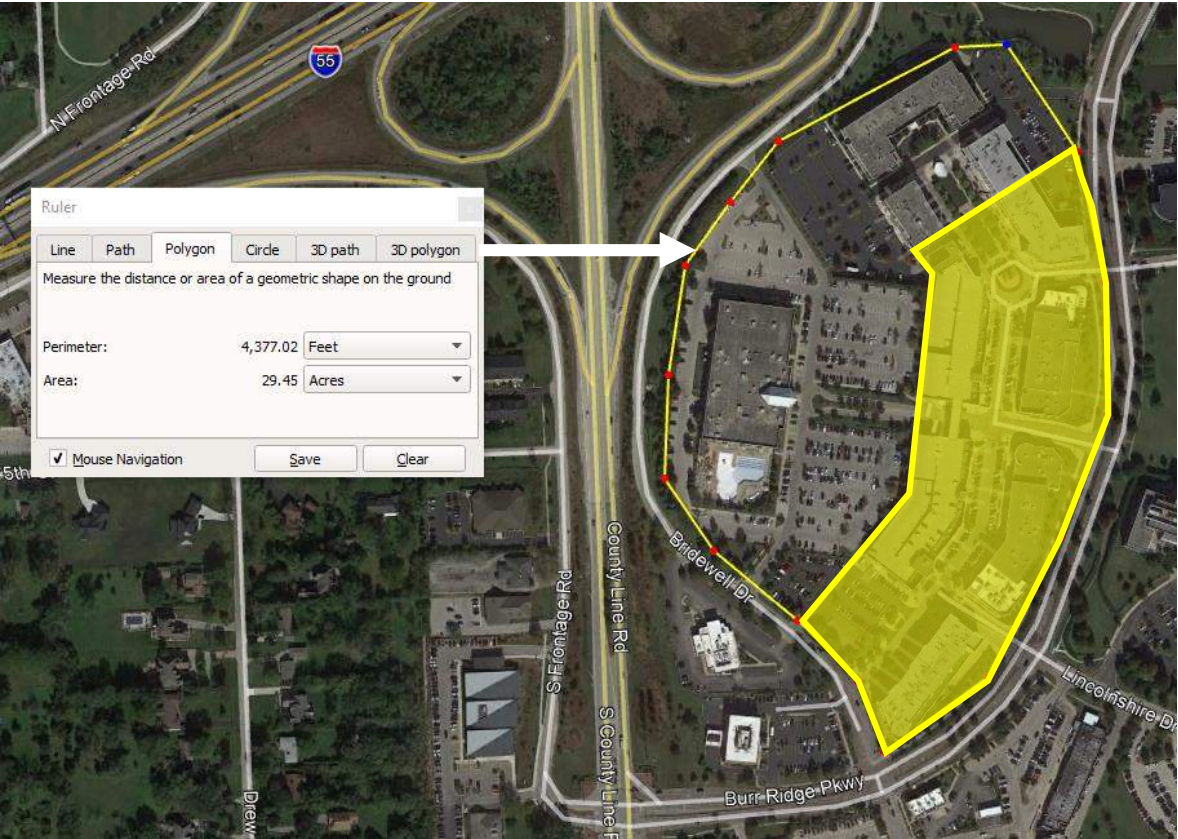 N Frontage Rd
55
Ruler
Line Path Polygon Circle 3D path 3D polygon
Measure the distance or area of a geometric shape on the ground
Perimeter: 4,377.02 Feet
Area: 29.45 Acres
Mouse Navigation Save Clear
5th
County Line Rd
Bridewell Dr
S Frontage Rd
Lincolnshire Dr
S County Line R
Burr Ridge Pkwy
Drew